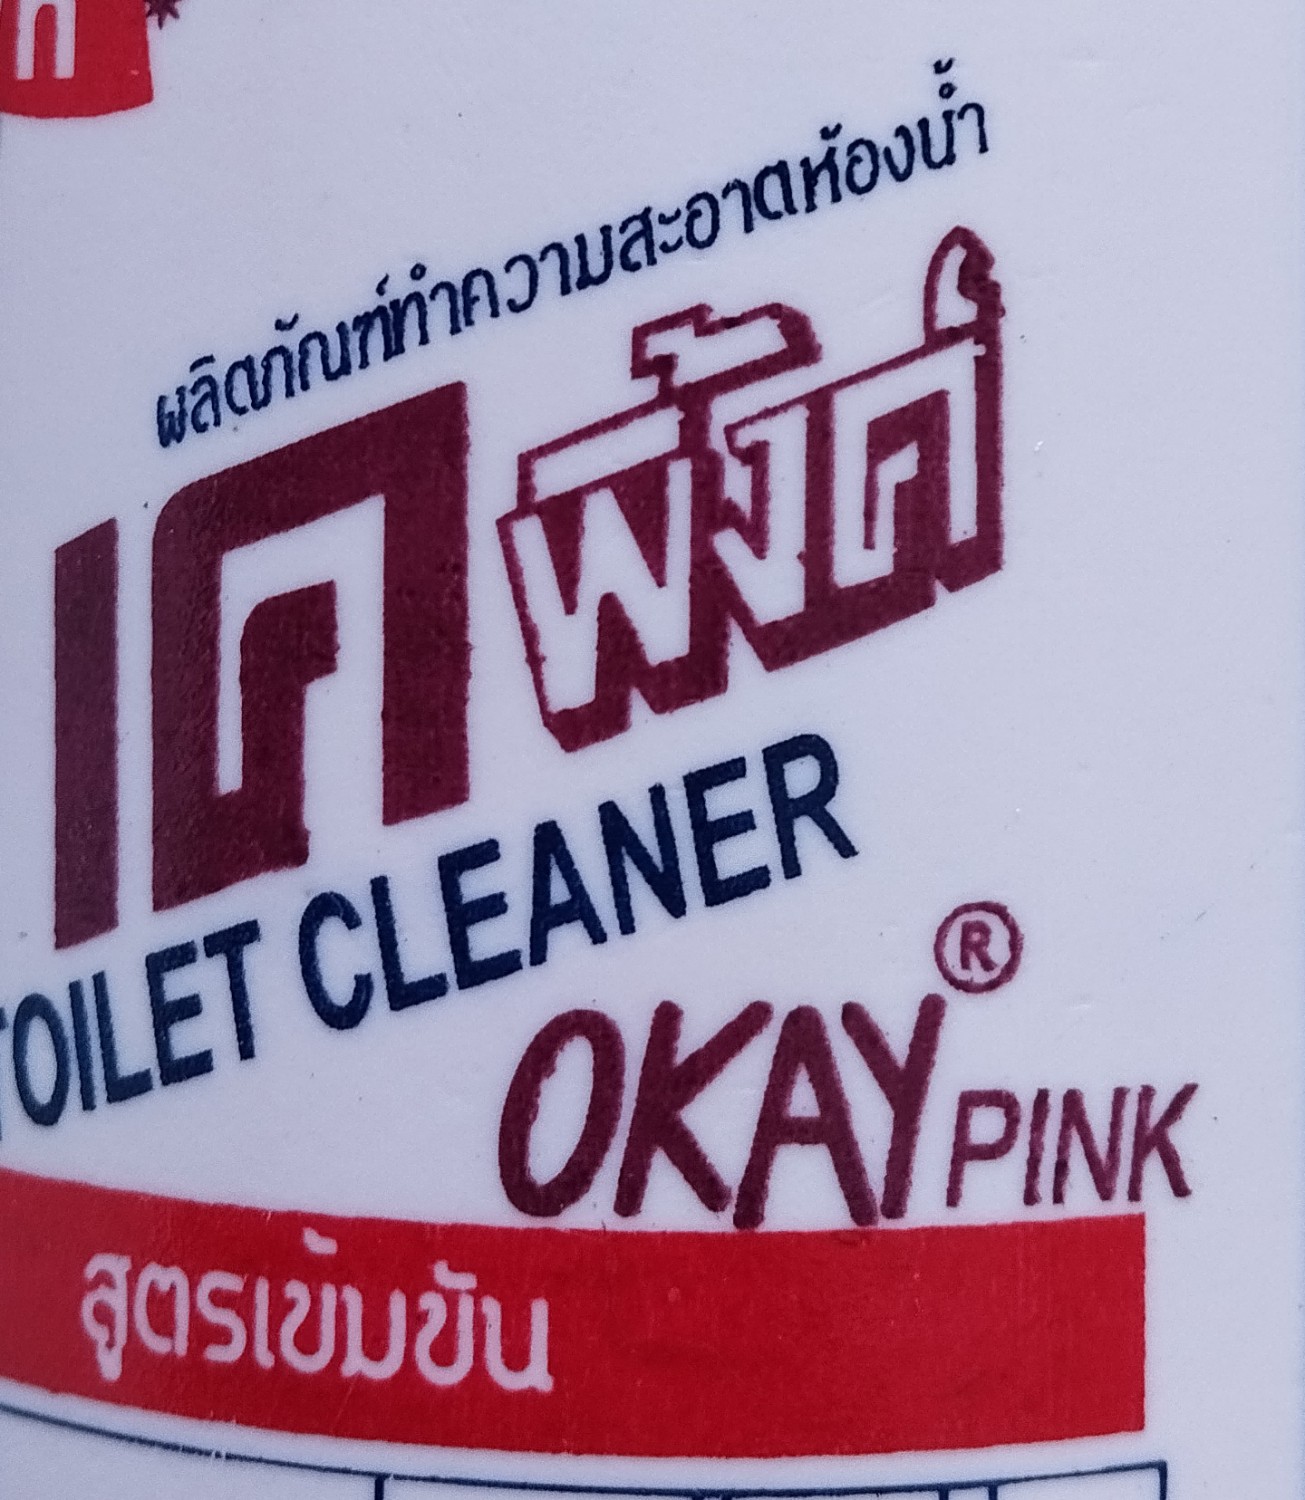 ผลิตภัณฑ์ทำความสะอาดห้องน้ำ
เคพิ้งค์
TOILET CLEANER
OKAY® PINK
สูตรเข้มข้น